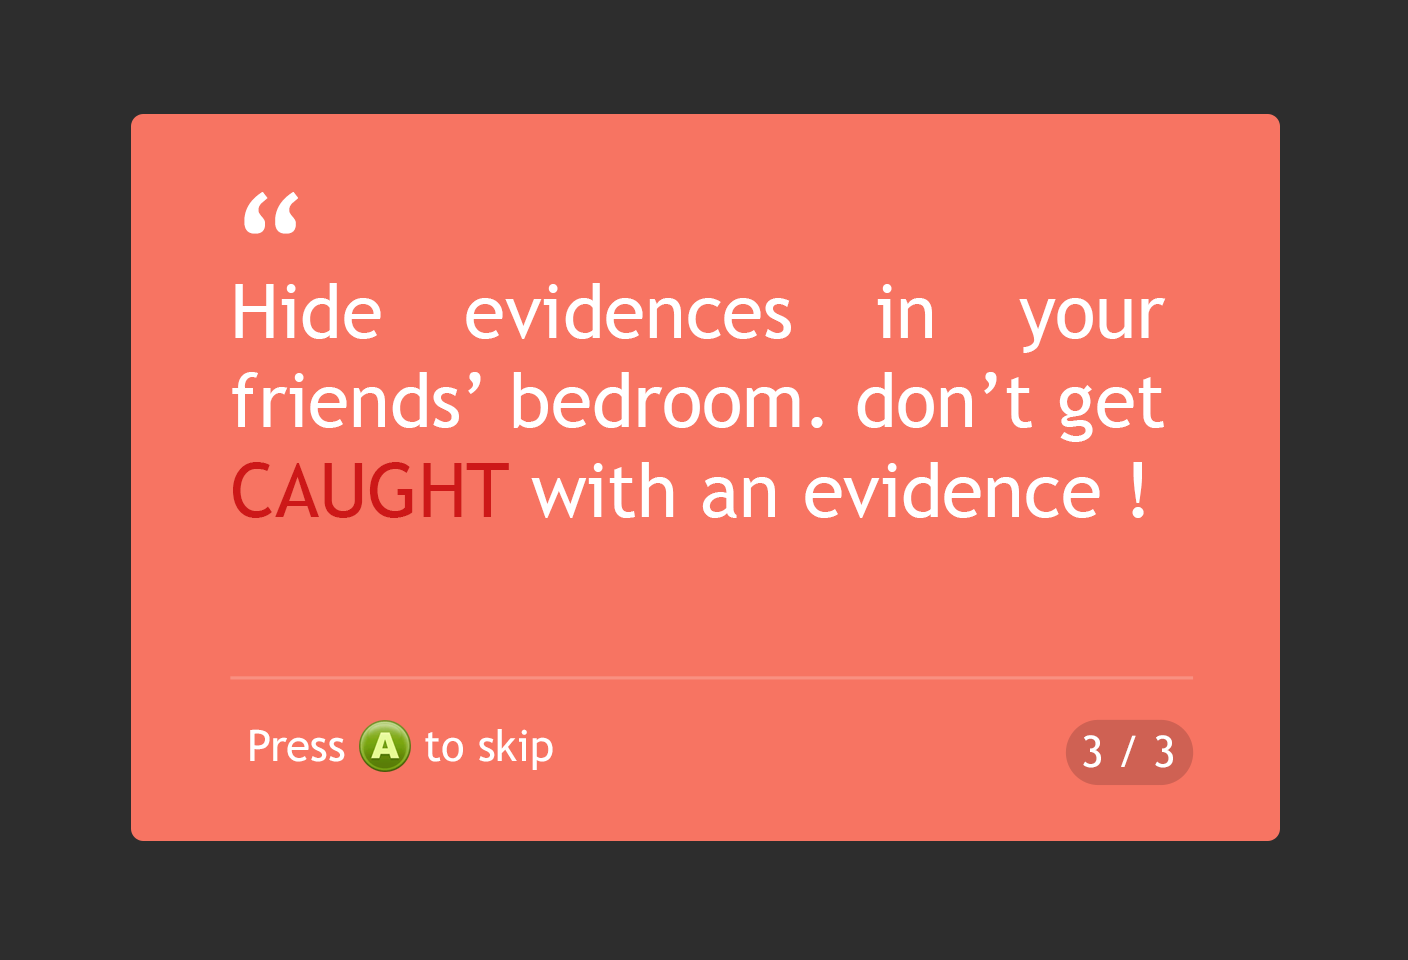 “
Hide evidences in your
friends’ bedroom. don’t get
CAUGHT with an evidence !
Press A to skip
3 / 3